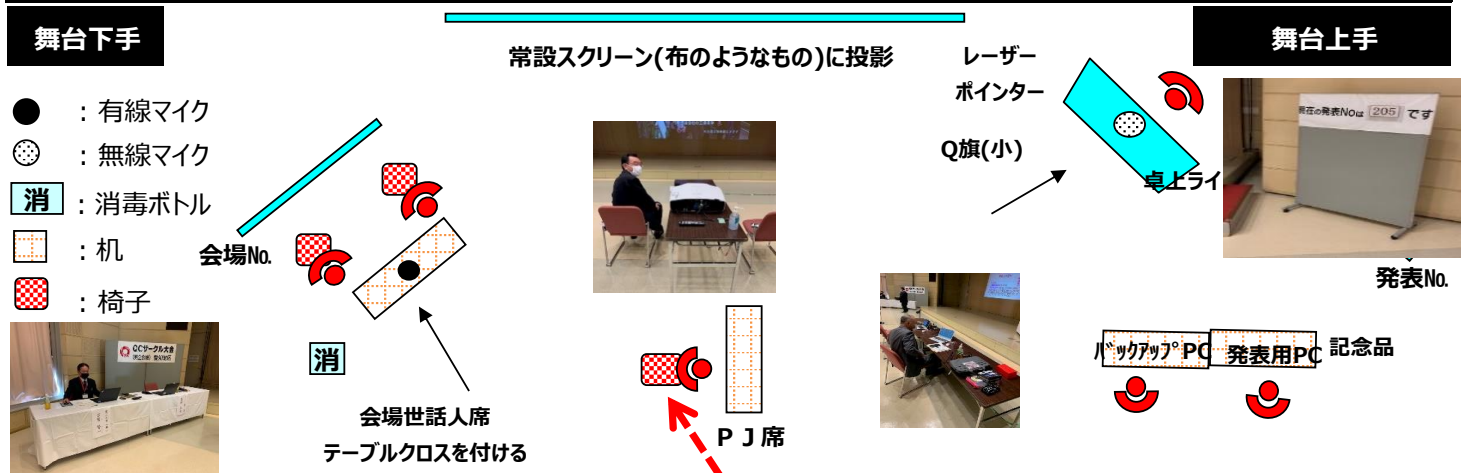 舞台下手
常設スクリーン(布のようなもの)に投影
レーザー
ポインター
舞台上手
●　：有線マイク
：無線マイク
消：消毒ボトル
：机
：椅子
会場№
Q旗(小)
卓上ライ
現在の発表Noは 205 です
発表№
QCサークル大会
消
会場世話人席
テーブルクロスを付ける
ＰＪ席
ﾊﾞｯｸｱｯﾌﾟPC
発表用PC
記念品